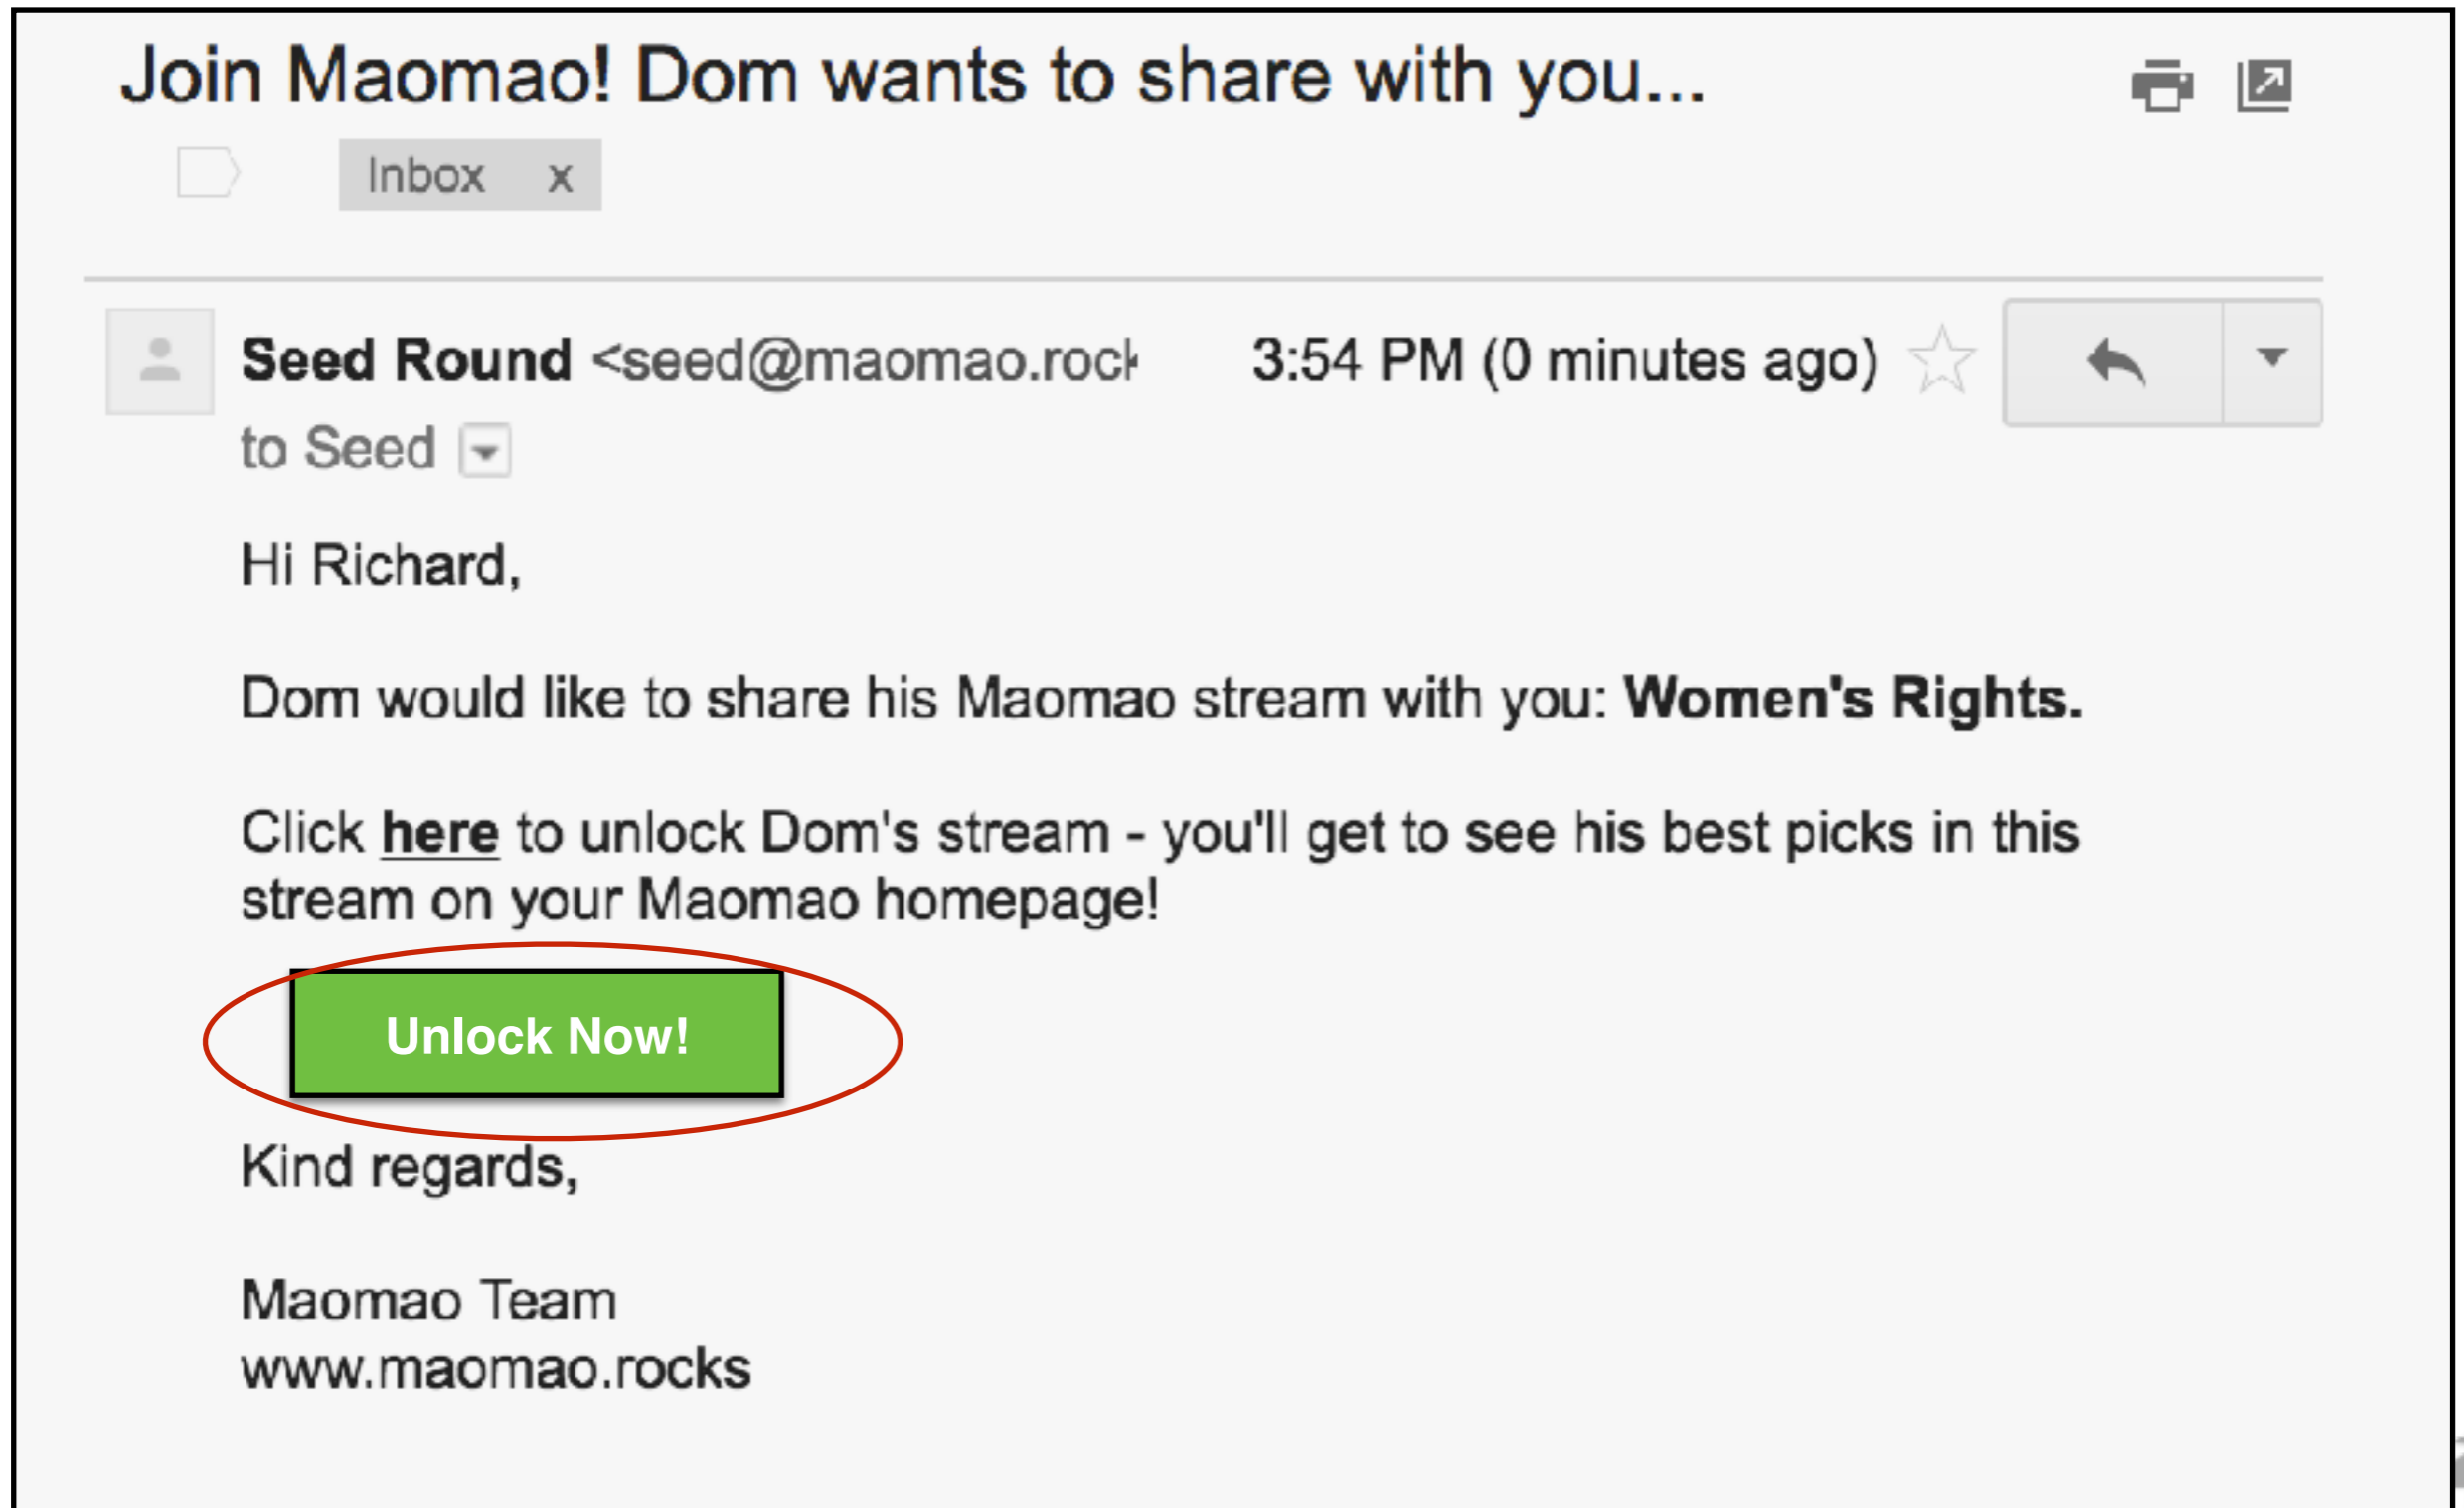 Join Maomao! Dom wants to share with you...
Inbox x
Seed Round <seed@maomao.rock 3:54 PM (0 minutes ago)
to Seed
Hi Richard,
Dom would like to share his Maomao stream with you: Women's Rights.
Click here to unlock Dom's stream - you'll get to see his best picks in this
stream on your Maomao homepage!
Unlock Now!
Kind regards,
Maomao Team
www.maomao.rocks